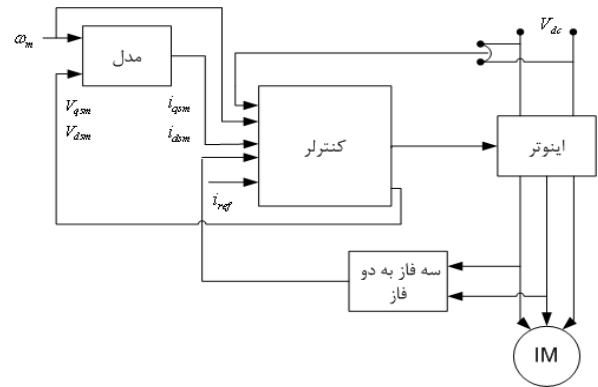 V_dc
ω_m
مدل
V_qsm
V_dsm
i_qsm
i_dsm
کنترلر
اینوتر
i_ref
سه فاز به دو
فاز
IM